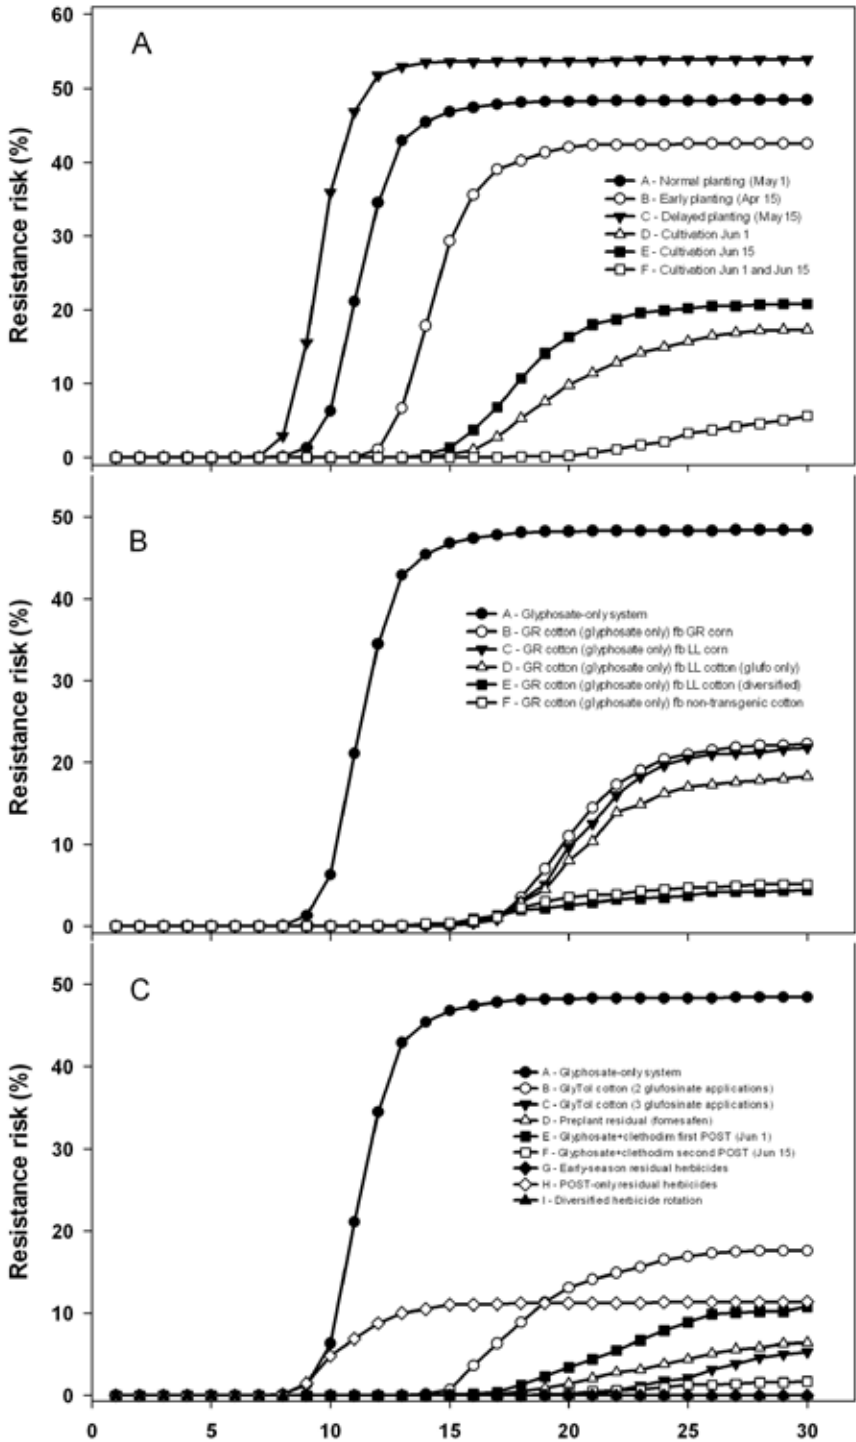 A
60
50
40
30
20
10
0
Resistance risk (%)
A - Normal planting (May 1)
B - Early planting (Apr 15)
C - Delayed planting (May 15)
D - Cultivation Jun 1
E - Cultivation Jun 15
F - Cultivation Jun 1 and Jun 15
B
50
40
30
20
10
0
Resistance risk (%)
A - Glyphosate-only system
B - GR cotton (glyphosate only) fb GR corn
C - GR cotton (glyphosate only) fb LL corn
D - GR cotton (glyphosate only) fb LL cotton (glufo only)
E - GR cotton (glyphosate only) fb LL cotton (diversified)
F - GR cotton (glyphosate only) fb non-transgenic cotton
C
50
40
30
20
10
0
Resistance risk (%)
A - Glyphosate-only system
B - GlyTol cotton (2 glufosinate applications)
C - GlyTol cotton (3 glufosinate applications)
D - Preplant residual (fomesafen)
E - Glyphosate+clethodim first POST (Jun 1)
F - Glyphosate+clethodim second POST (Jun 15)
G - Early-season residual herbicides
H - POST-only residual herbicides
I - Diversified herbicide rotation
0 5 10 15 20 25 30